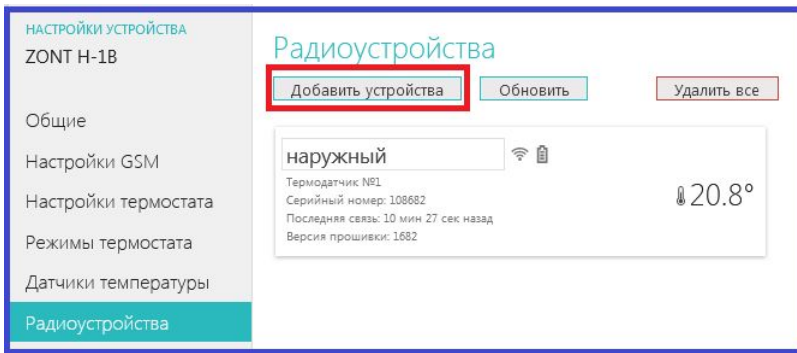 НАСТРОЙКИ УСТРОЙСТВА
ZONT H-1B
Общие
Настройки GSM
Настройки термостата
Режимы термостата
Датчики температуры
Радиоустройства
Радиоустройства
Добавить устройства
Обновить
Удалить все
наружный
Термодатчик №1
Серийный номер: 108682
Последняя связь: 10 мин 27 сек назад
Версия прошивки: 1682
20.8°